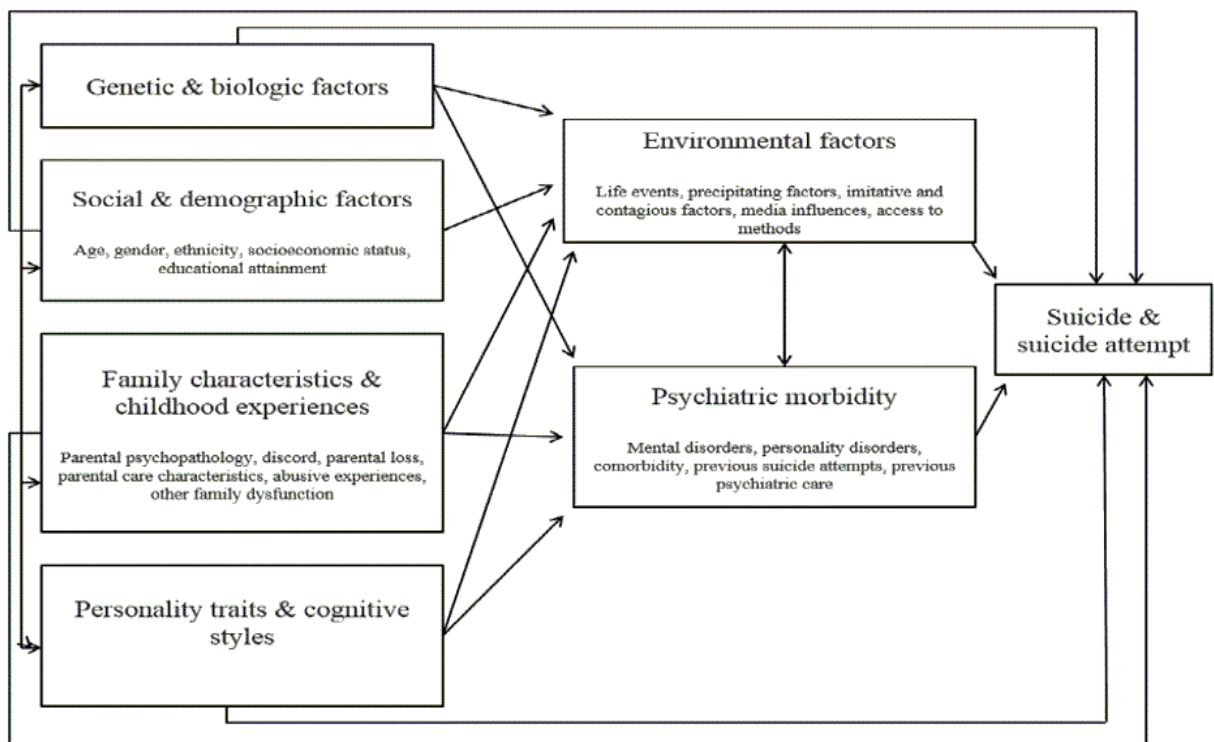 Genetic & biologic factors
Social & demographic factors
Age, gender, ethnicity, socioeconomic status,
educational attainment
Family characteristics &
childhood experiences
Parental psychopathology, discord, parental loss,
parental care characteristics, abusive experiences,
other family dysfunction
Personality traits & cognitive
styles
Environmental factors
Life events, precipitating factors, imitative and
contagious factors, media influences, access to
methods
Psychiatric morbidity
Mental disorders, personality disorders,
comorbidity, previous suicide attempts, previous
psychiatric care
Suicide &
suicide attempt